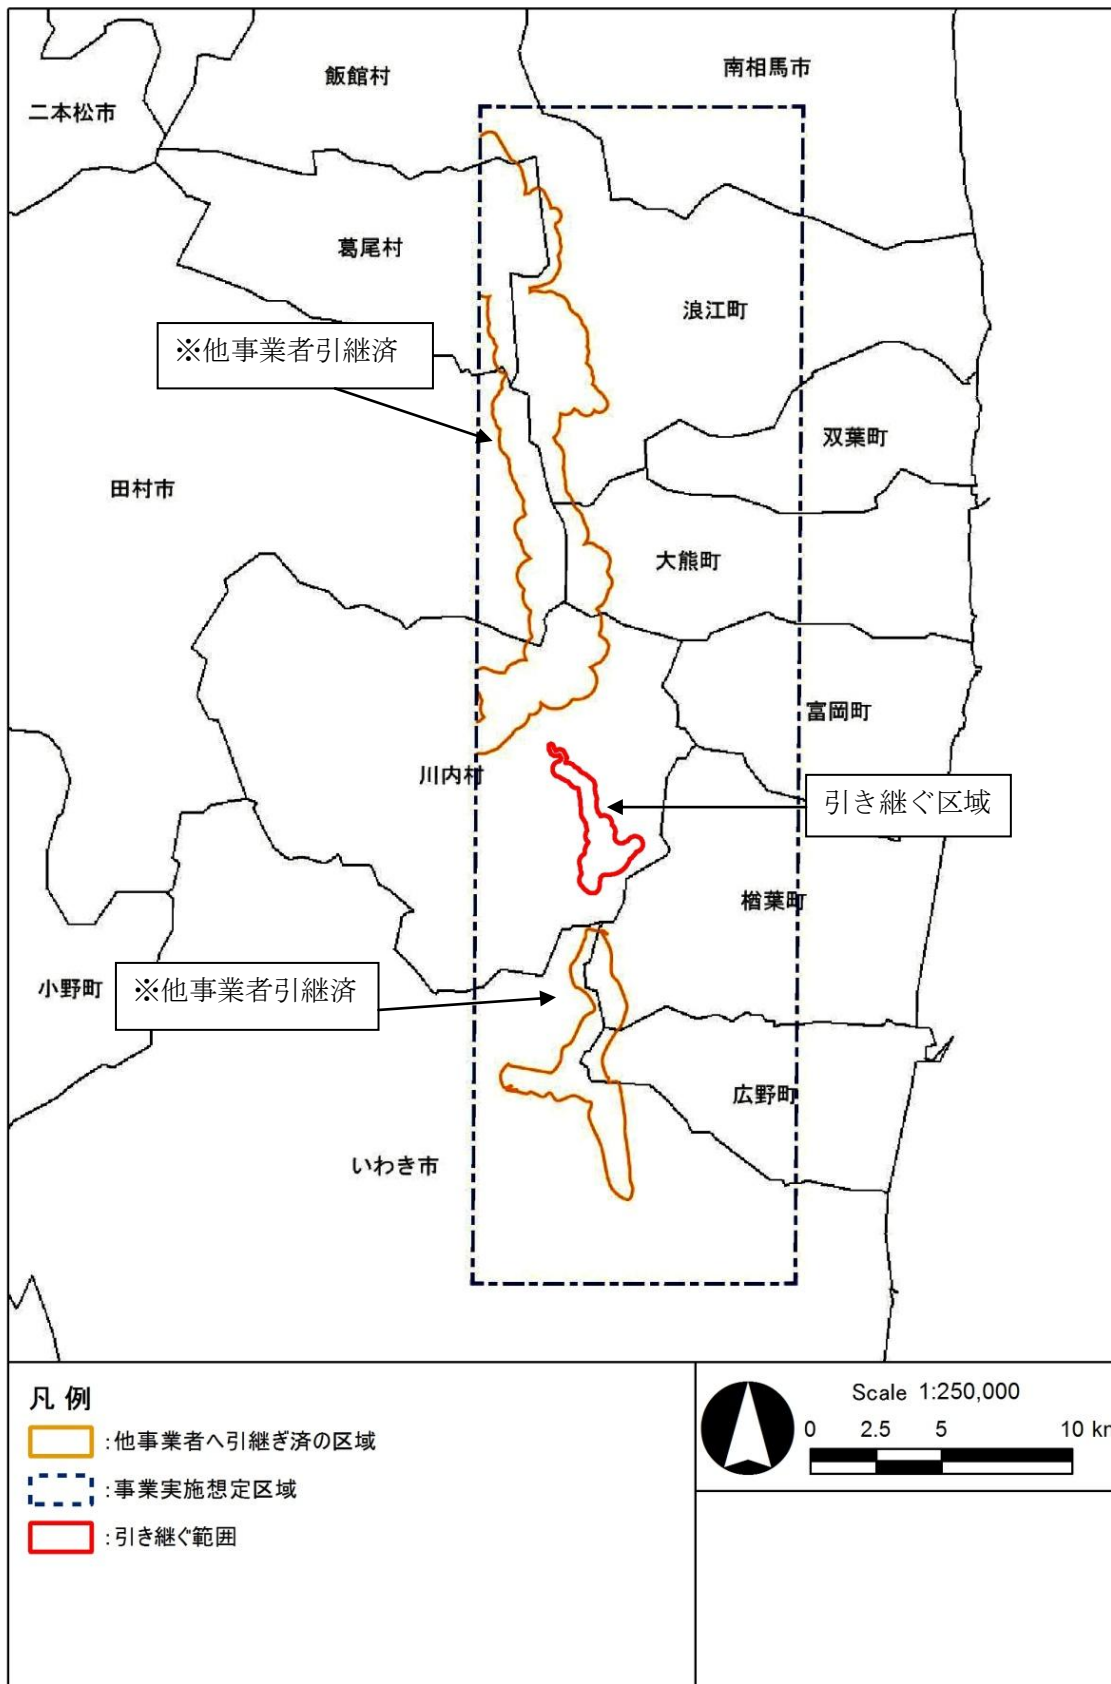 飯館村
南相馬市
二本松市
葛尾村
浪江町
※他事業者引継済
双葉町
田村市
大熊町
富岡町
川内村
引き継ぐ区域
楢葉町
小野町
※他事業者引継済
広野町
いわき市
凡 例
:他事業者へ引継ぎ済の区域
:事業実施想定区域
:引き継ぐ範囲
Scale 1:250,000
0 2.5 5 10 km